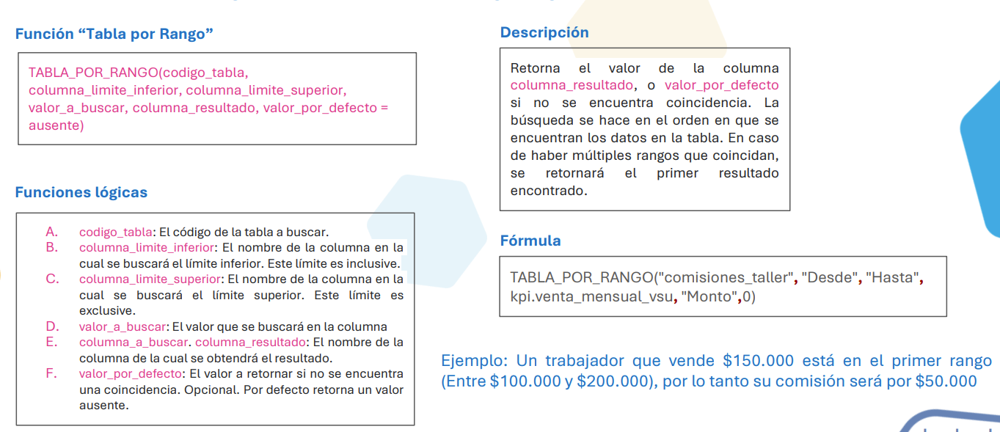 Función “Tabla por Rango”
TABLA_POR_RANGO(codigo_tabla,
columna_limite_inferior, columna_limite_superior,
valor_a_buscar, columna_resultado, valor_por_defecto =
ausente)
Funciones lógicas
A. codigo_tabla: El código de la tabla a buscar.
B. columna_limite_inferior: El nombre de la columna en la
cual se buscará el límite inferior. Este límite es inclusive.
C. columna_limite_superior: El nombre de la columna en la
cual se buscará el límite superior. Este límite es
exclusive.
D. valor_a_buscar: El valor que se buscará en la columna
E. columna_a_buscar. columna_resultado: El nombre de la
columna de la cual se obtendrá el resultado.
F. valor_por_defecto: El valor a retornar si no se encuentra
una coincidencia. Opcional. Por defecto retorna un valor
ausente.
Descripción
Retorna el valor de la columna
columna_resultado, o valor_por_defecto
si no se encuentra coincidencia. La
búsqueda se hace en el orden en que se
encuentran los datos en la tabla. En caso
de haber múltiples rangos que coincidan,
se retornará el primer resultado
encontrado.
Fórmula
TABLA_POR_RANGO("comisiones_taller", "Desde", "Hasta",
kpi.venta_mensual_vsu, "Monto",0)
Ejemplo: Un trabajador que vende $150.000 está en el primer rango
(Entre $100.000 y $200.000), por lo tanto su comisión será por $50.000